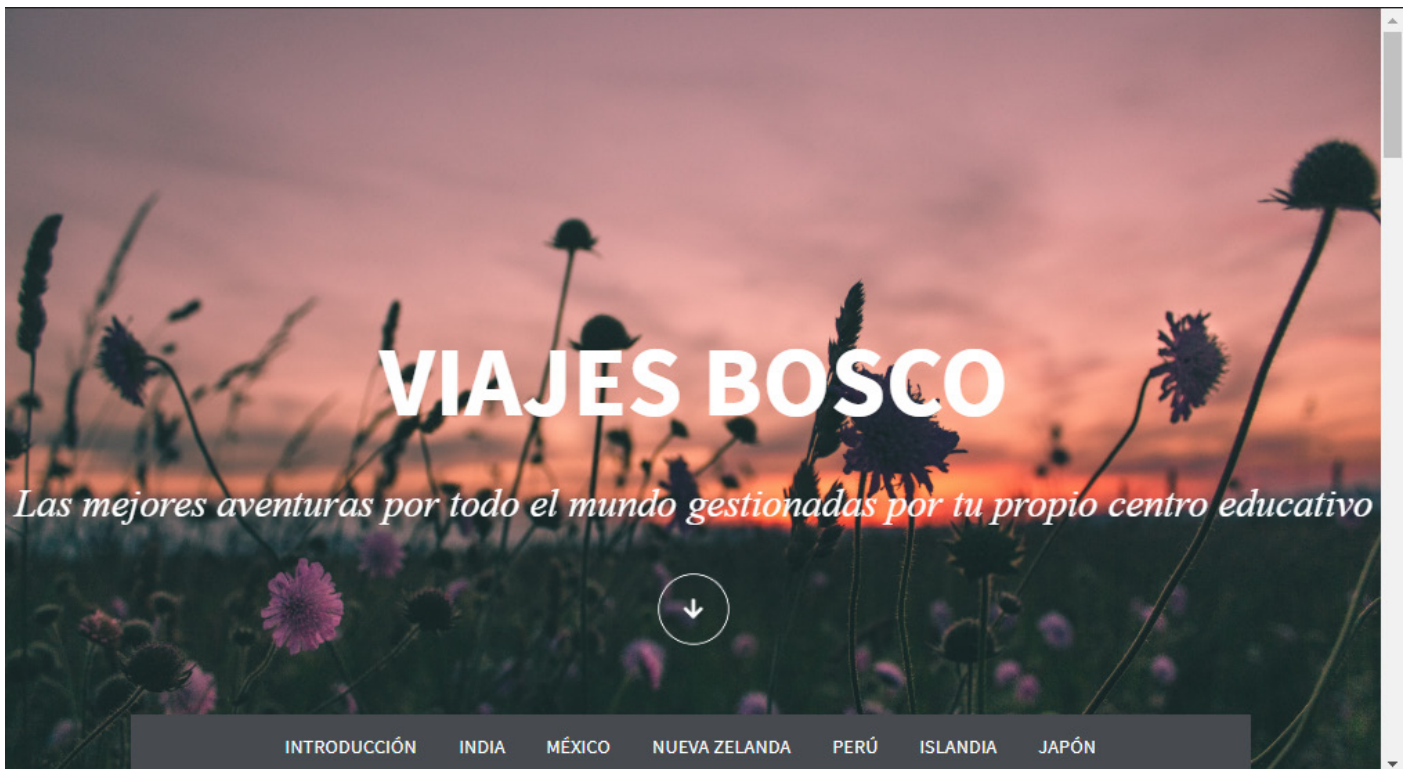 VIAJES BOSCO
Las mejores aventuras por todo el mundo gestionadas por tu propio centro educativo
INTRODUCCIÓN INDIA MÉXICO NUEVA ZELANDA PERÚ ISLANDIA JAPÓN